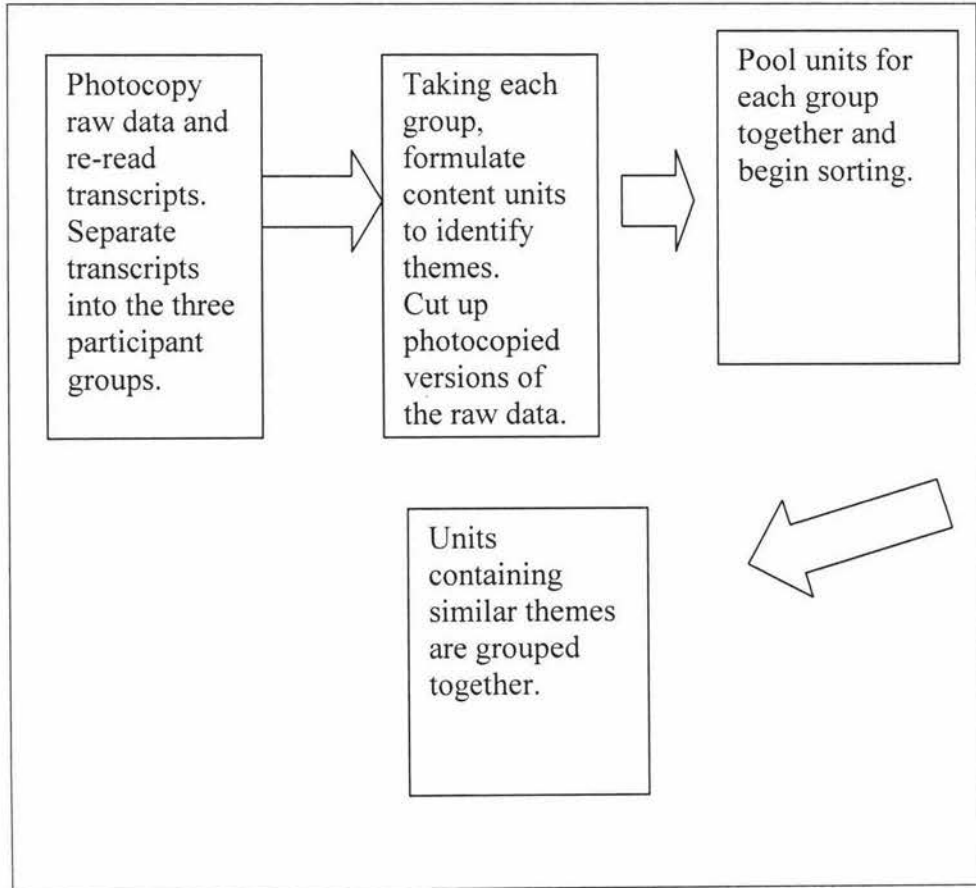 Photocopy
raw data and
re-read
transcripts.
Separate
transcripts
into the three
participant
groups.
Taking each
group,
formulate
content units
to identify
themes.
Cut up
photocopied
versions of
the raw data.
Pool units for
each group
together and
begin sorting.
Units
containing
similar themes
are grouped
together.